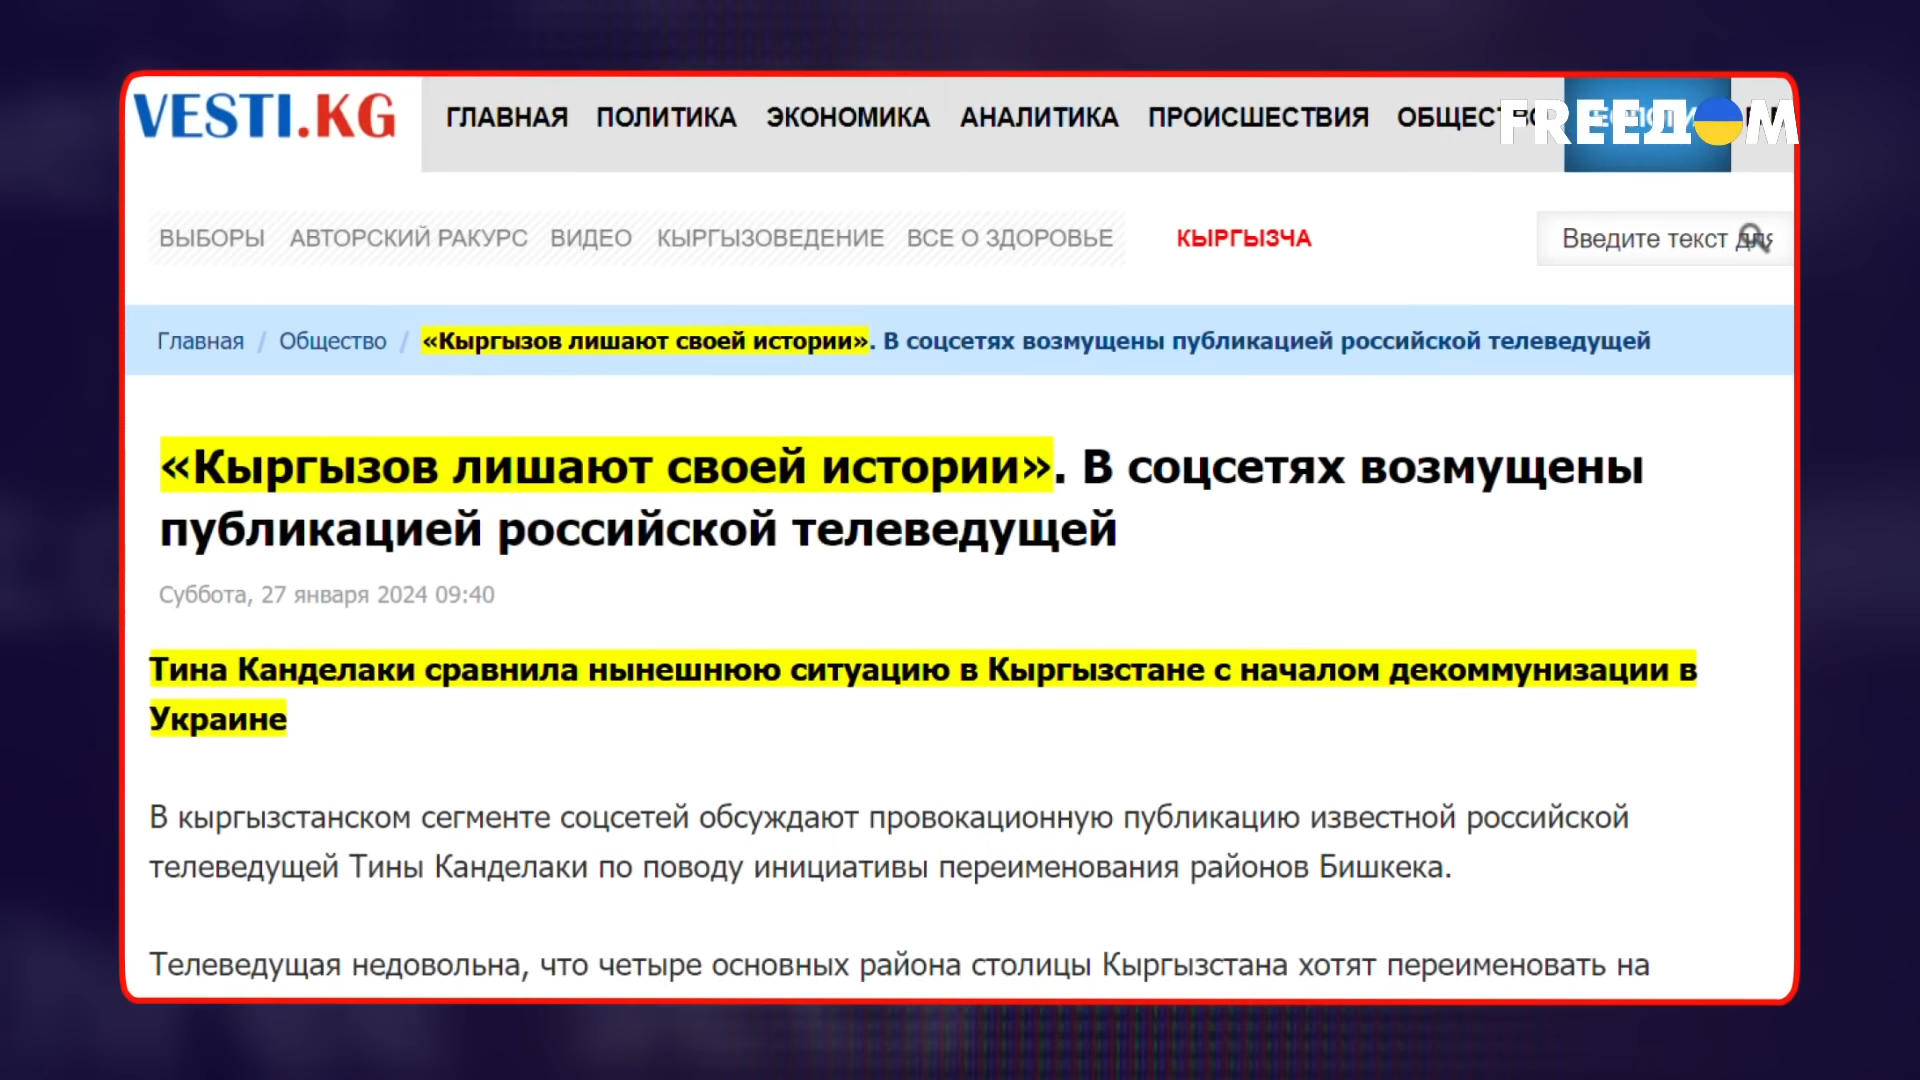 VESTI.KG ГЛАВНАЯ ПОЛИТИКА ЭКОНОМИКА АНАЛИТИКА ПРОИСШЕСТВИЯ
FREEДOM
ВЫБОРЫ АВТОРСКИЙ РАКУРС ВИДЕО КЫРГЫЗОВЕДЕНИЕ ВСЕ О ЗДОРОВЬЕ КЫРГЫЗЧА Введите текст для
Главная / Общество / «Кыргызов лишают своей истории». В соцсетях возмущены публикацией российской телеведущей
«Кыргызов лишают своей истории». В соцсетях возмущены
публикацией российской телеведущей
Суббота, 27 января 2024 09:40
Тина Канделаки сравнила нынешнюю ситуацию в Кыргызстане с началом декоммунизации в
Украине
В кыргызстанском сегменте соцсетей обсуждают провокационную публикацию известной российской
телеведущей Тины Канделаки по поводу инициативы переименования районов Бишкека.
Телеведущая недовольна, что четыре основных района столицы Кыргызстана хотят переименовать на